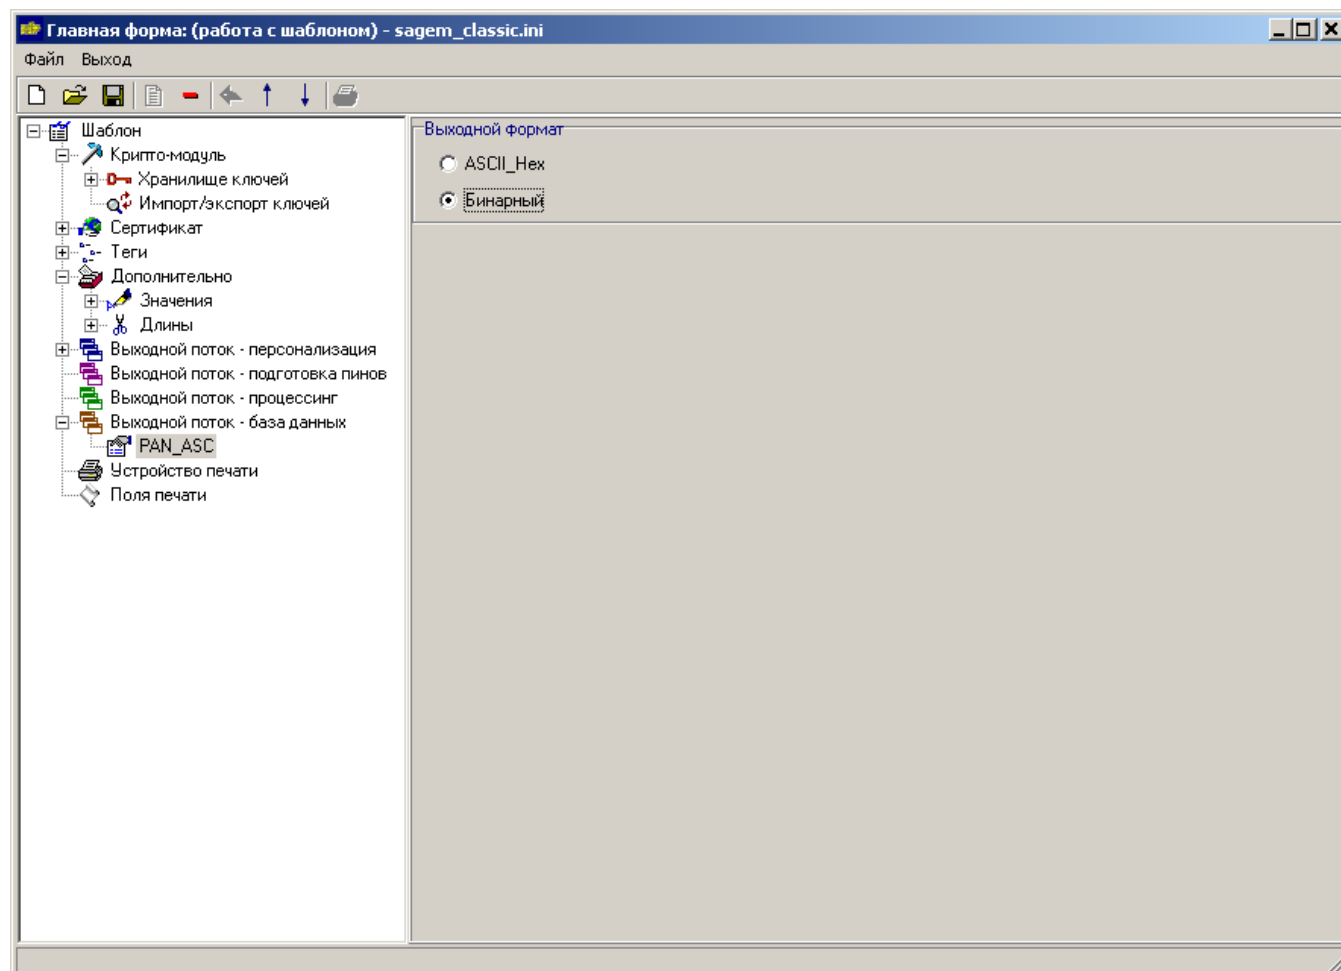 Главная форма: (работа с шаблоном) - sagem_classic.ini
Файл Выход
Шаблон
Крипто-модуль
Хранилище ключей
Импорт/экспорт ключей
Сертификат
Теги
Дополнительно
Значения
Длины
Выходной поток - персонализация
Выходной поток - подготовка пинов
Выходной поток - процессинг
Выходной поток - база данных
PAN_ASC
Устройство печати
Поля печати
Выходной формат
ASCII_Hex
Бинарный